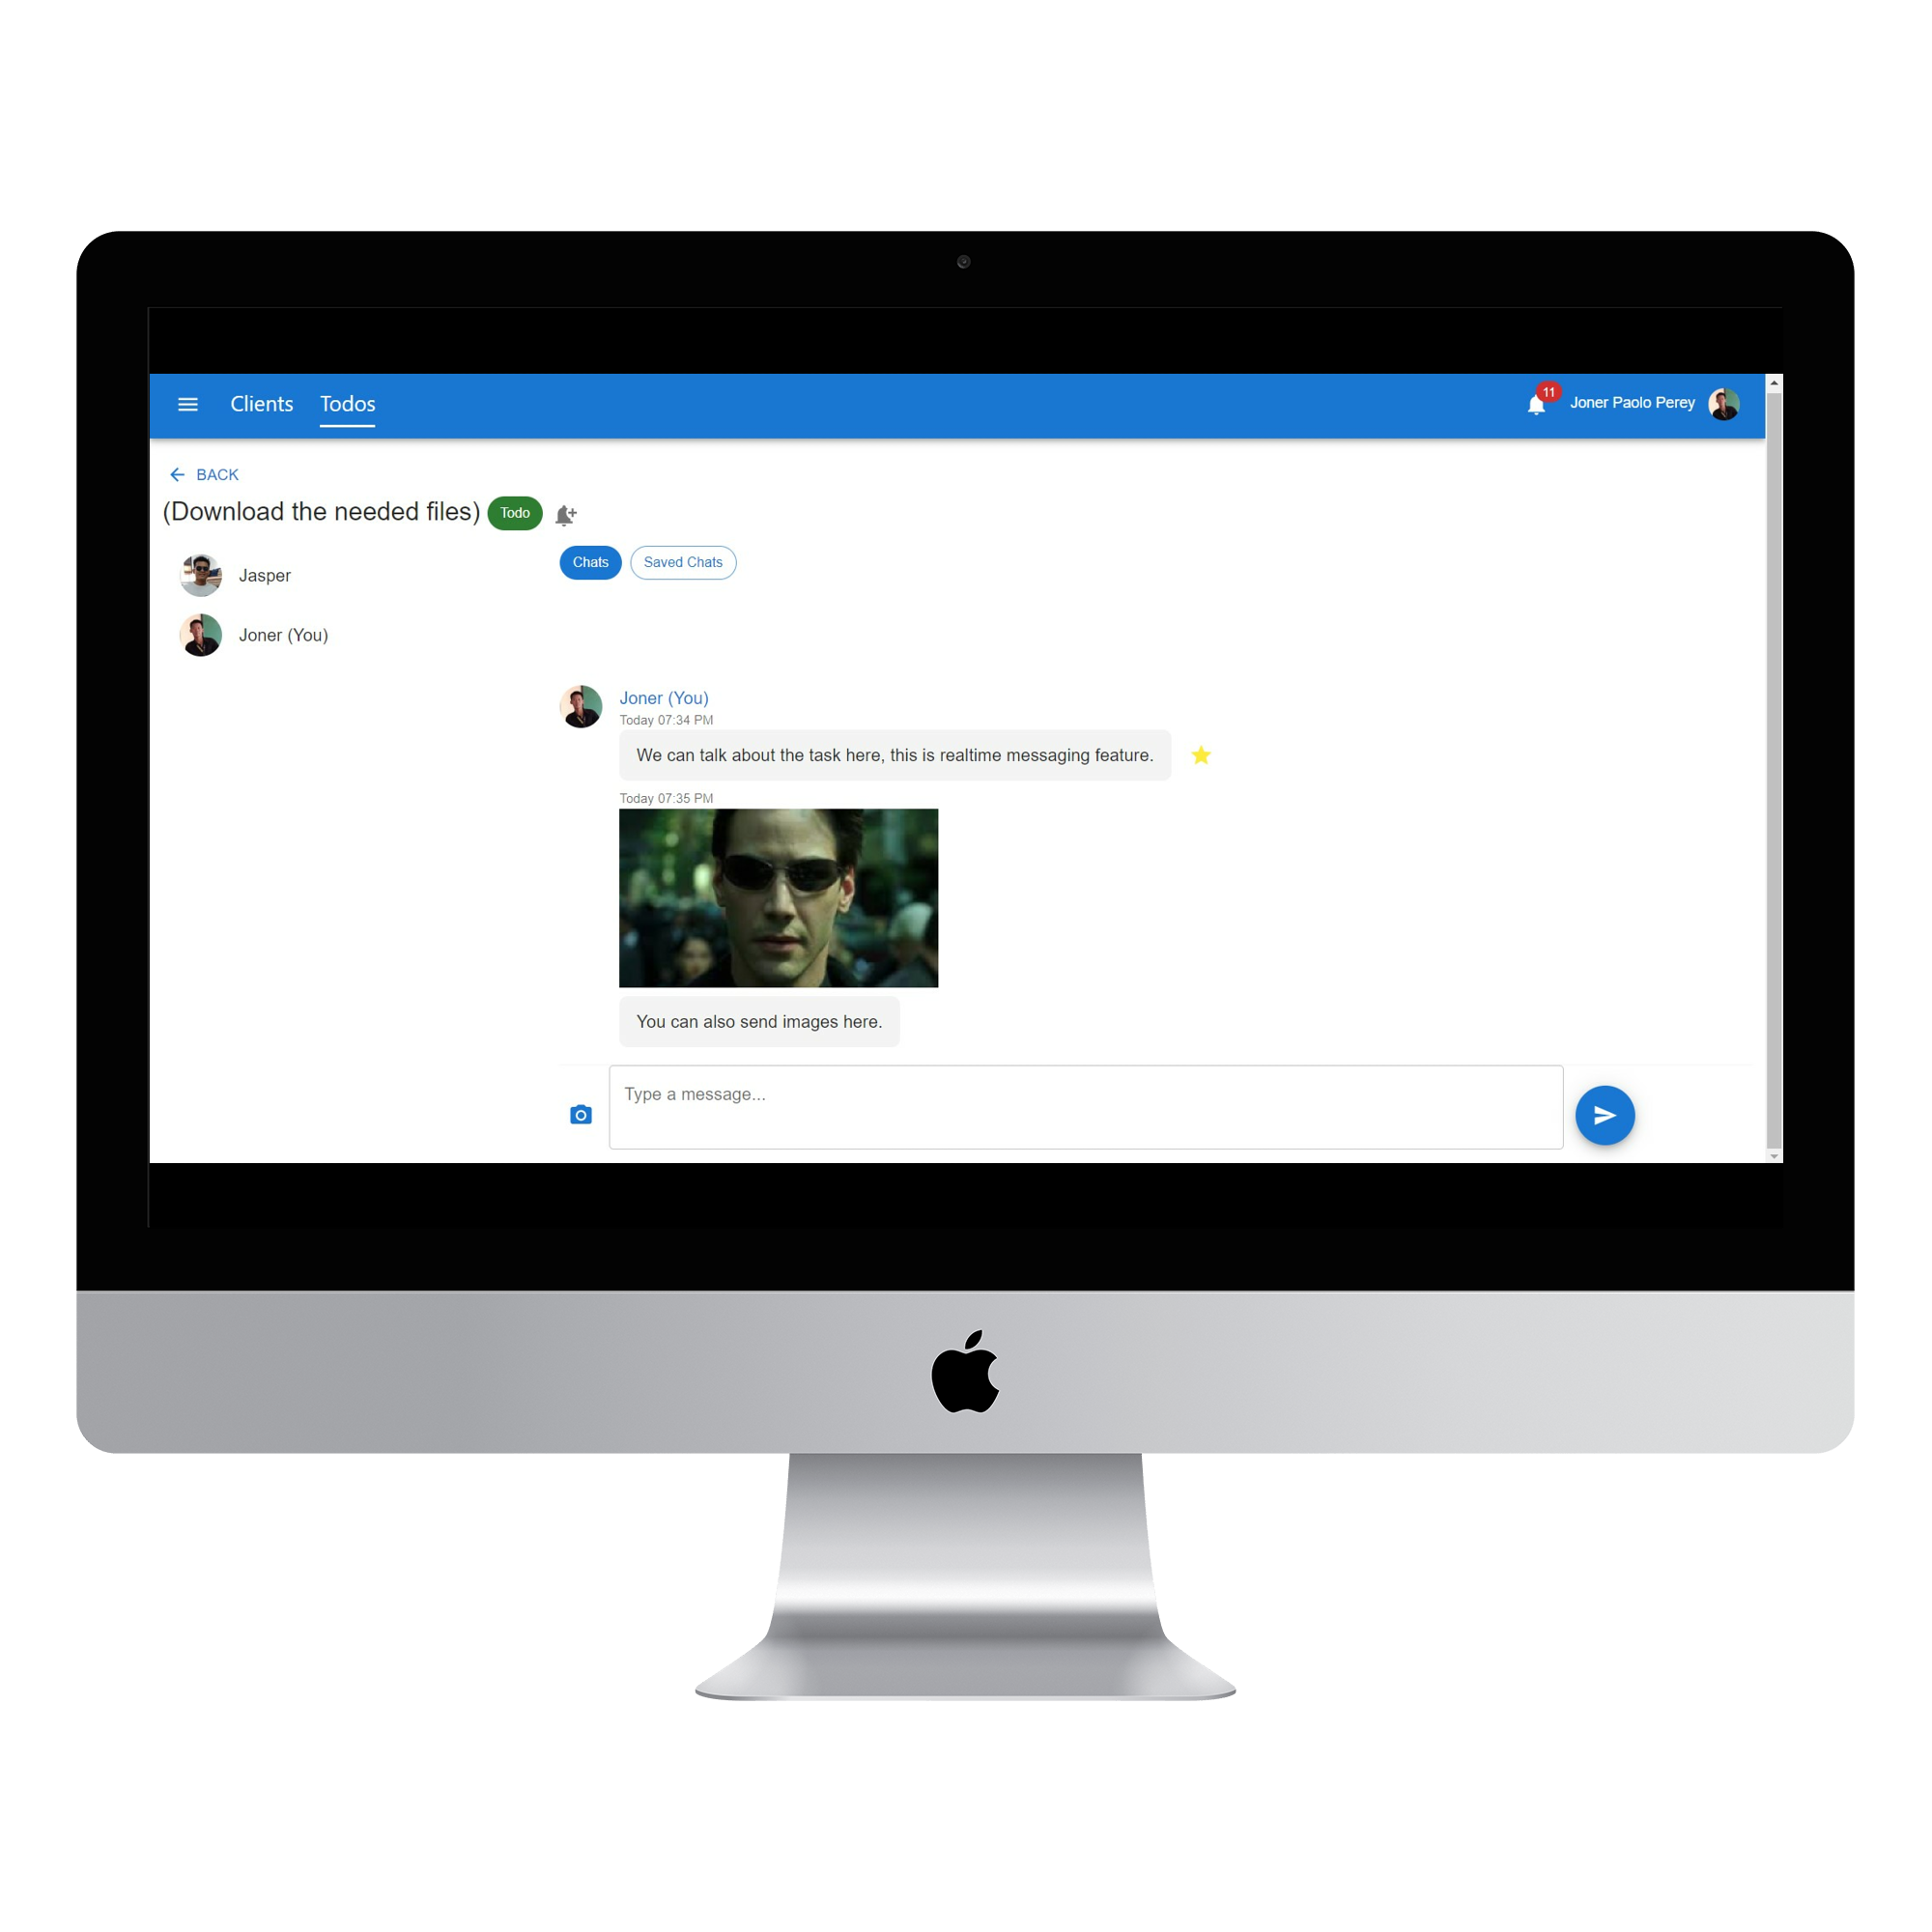 Clients
Todos
11
Joner Paolo Perey
BACK
(Download the needed files)
Todo
Jasper
Joner (You)
Chats
Saved Chats
Joner (You)
Today 07:34 PM
We can talk about the task here, this is realtime messaging feature.
Today 07:35 PM
You can also send images here.
Type a message...